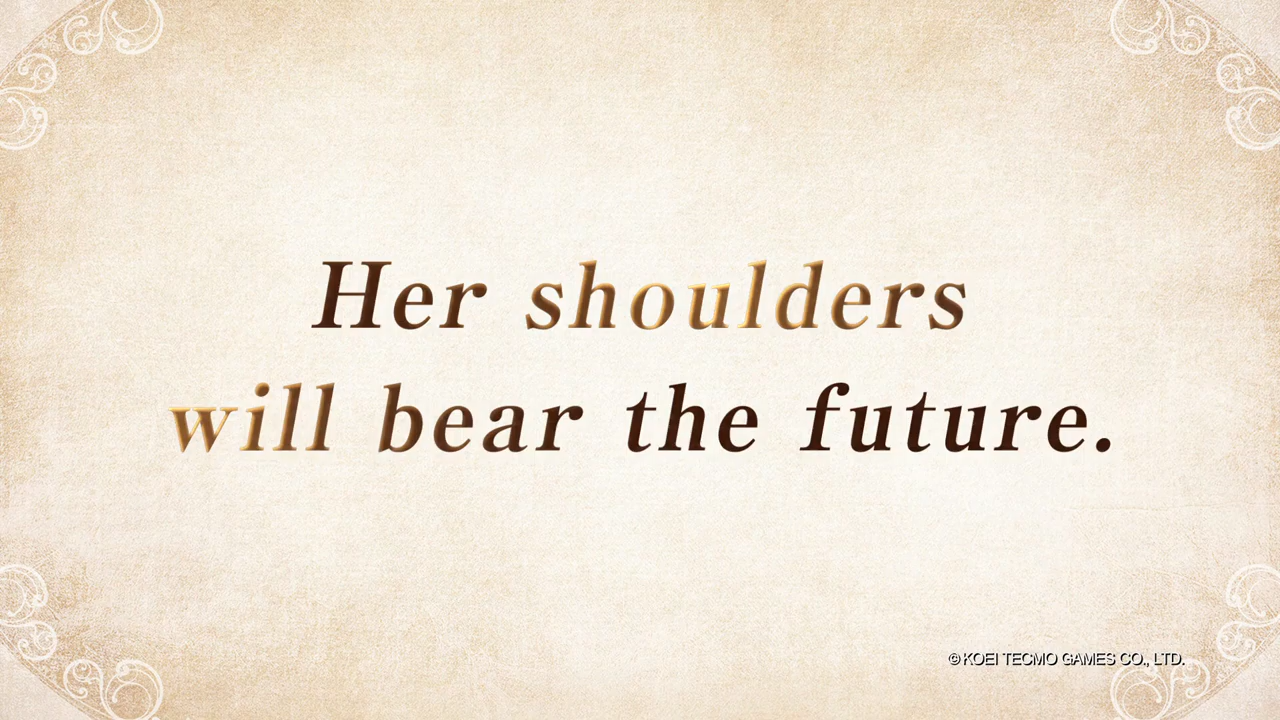 Her shoulders
will bear the future.
© KOEI TECMO GAMES CO., LTD.